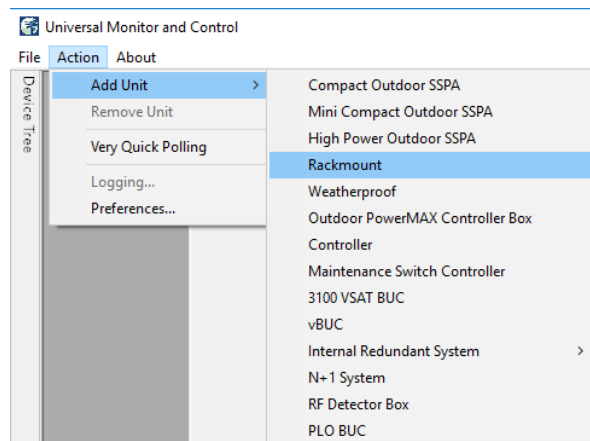 Universal Monitor and Control
File Action About
Device Tree
Add Unit >
Remove Unit
Very Quick Polling
Logging...
Preferences...
Compact Outdoor SSPA
Mini Compact Outdoor SSPA
High Power Outdoor SSPA
Rackmount
Weatherproof
Outdoor PowerMAX Controller Box
Controller
Maintenance Switch Controller
3100 VSAT BUC
vBUC
Internal Redundant System >
N+1 System
RF Detector Box
PLO BUC